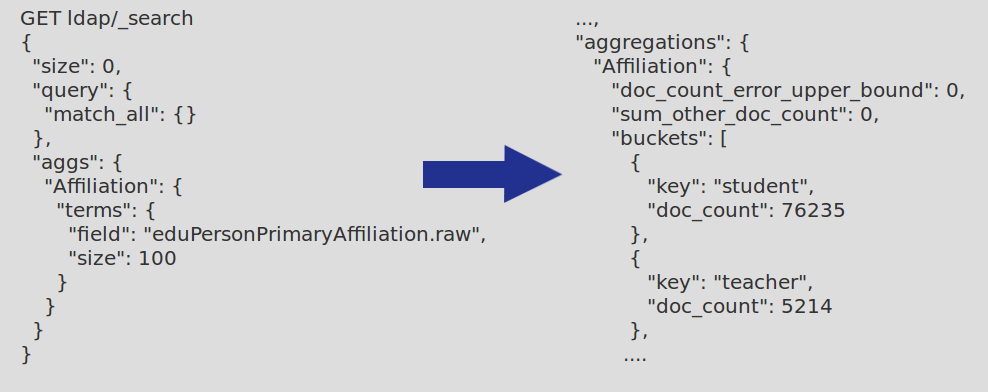 GET ldap/_search
{
"size": 0,
"query": {
"match_all": {}
},
"aggs": {
"Affiliation": {
"terms": {
"field": "eduPersonPrimaryAffiliation.raw",
"size": 100
}
}
}
}
...,
"aggregations": {
"Affiliation": {
"doc_count_error_upper_bound": 0,
"sum_other_doc_count": 0,
"buckets": [
{
"key": "student",
"doc_count": 76235
},
{
"key": "teacher",
"doc_count": 5214
},
....